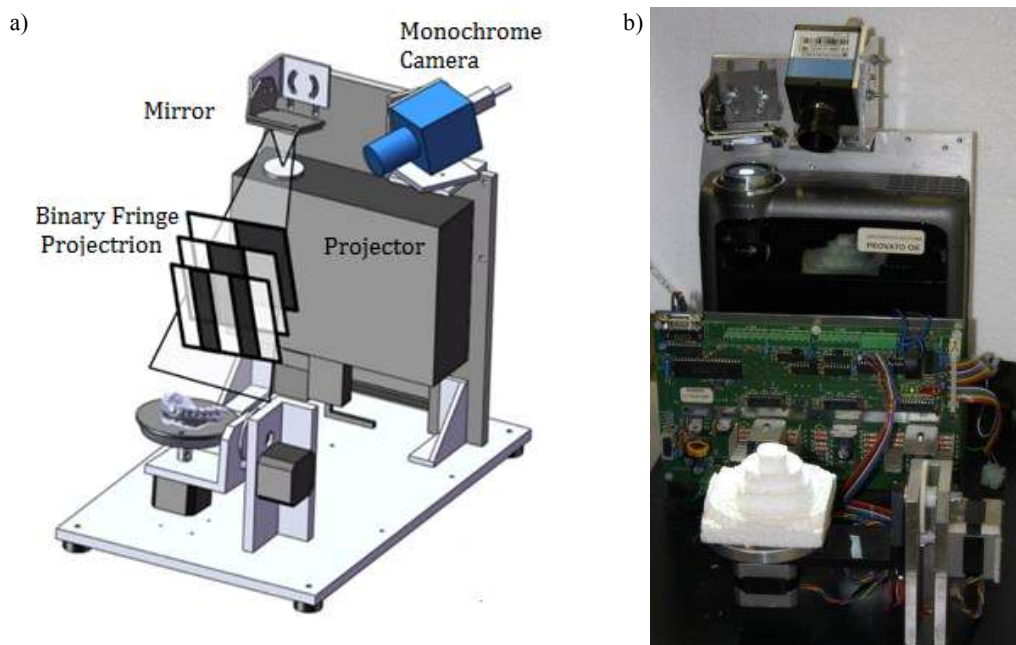 a)
Monochrome
Camera
Mirror
Binary Fringe
Projectrion
Projector
b)
PROVATO OK